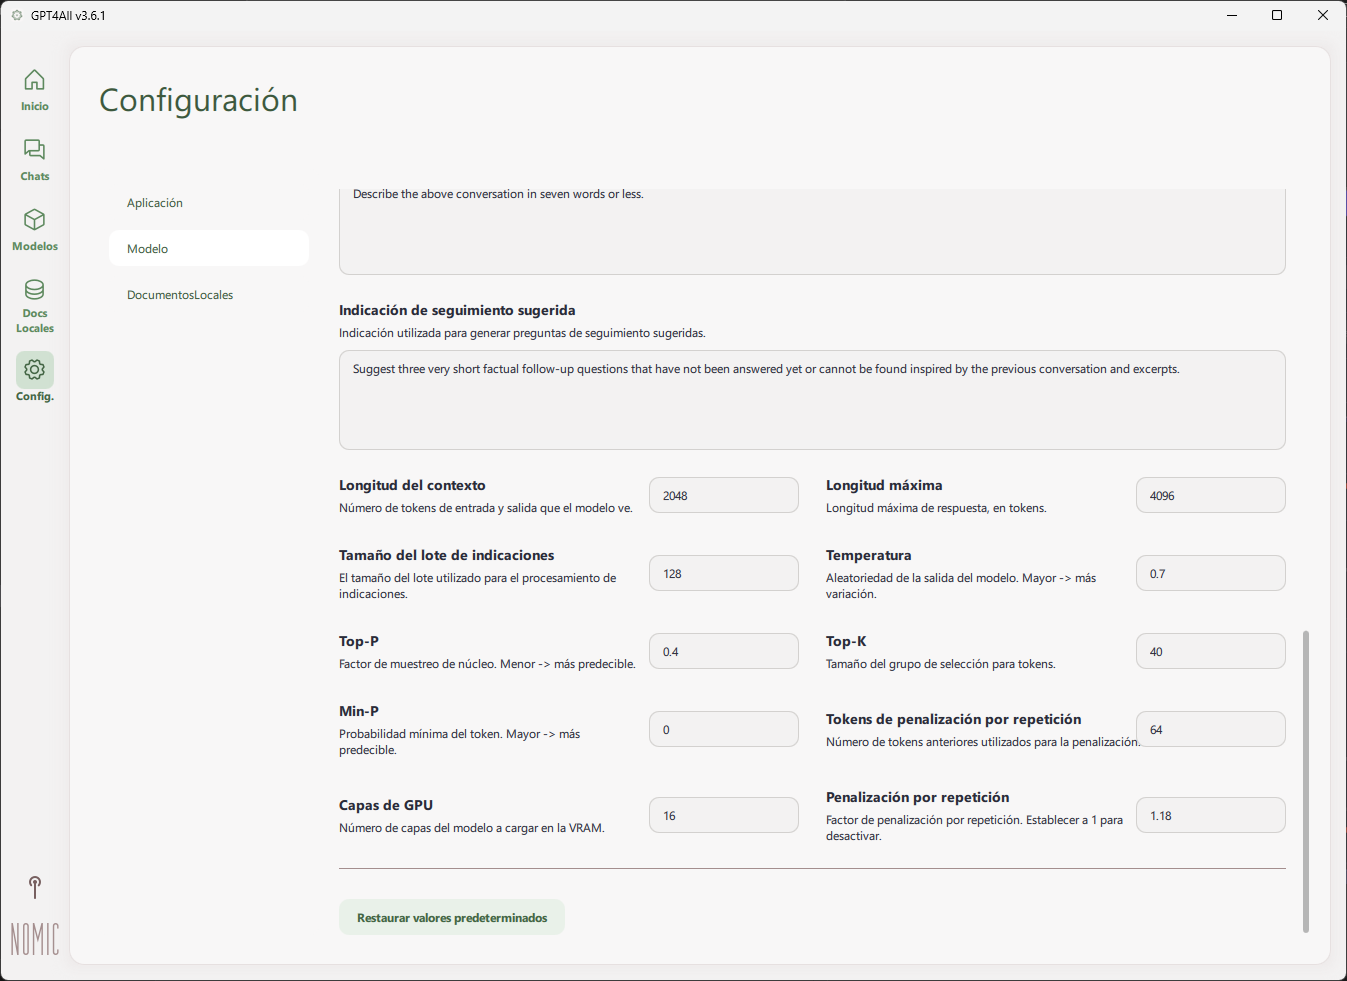 GPT4All v3.6.1
Inicio
Chats
Modelos
Docs
Locales
Config.
NOMIC
Configuración
Aplicación
Modelo
DocumentosLocales
Describe the above conversation in seven words or less.
Indicación de seguimiento sugerida
Indicación utilizada para generar preguntas de seguimiento sugeridas.
Suggest three very short factual follow-up questions that have not been answered yet or cannot be found inspired by the previous conversation and excerpts.
Longitud del contexto
Número de tokens de entrada y salida que el modelo ve.
2048
Longitud máxima
Longitud máxima de respuesta, en tokens.
4096
Tamaño del lote de indicaciones
El tamaño del lote utilizado para el procesamiento de
indicaciones.
128
Temperatura
Aleatoriedad de la salida del modelo. Mayor -> más
variación.
0.7
Top-P
Factor de muestreo de núcleo. Menor -> más predecible.
0.4
Top-K
Tamaño del grupo de selección para tokens.
40
Min-P
Probabilidad mínima del token. Mayor -> más
predecible.
0
Tokens de penalización por repetición
Número de tokens anteriores utilizados para la penalización.
64
Capas de GPU
Número de capas del modelo a cargar en la VRAM.
16
Penalización por repetición
Factor de penalización por repetición. Establecer a 1 para
desactivar.
1.18
Restaurar valores predeterminados